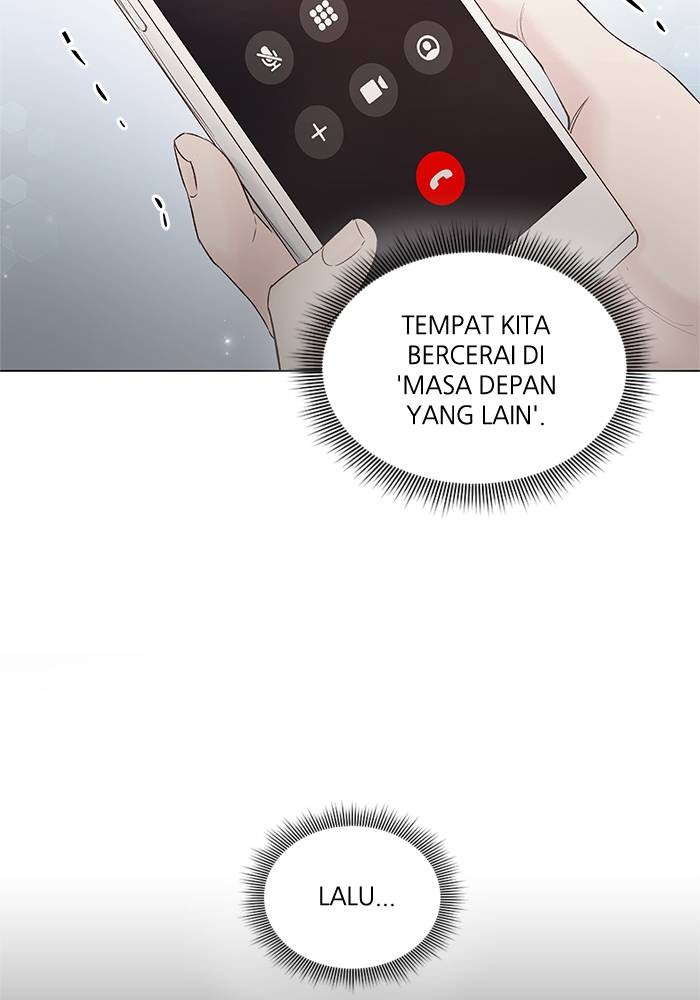 TEMPAT KITA
BERCERAI DI
'MASA DEPAN
YANG LAIN'.
LALU...